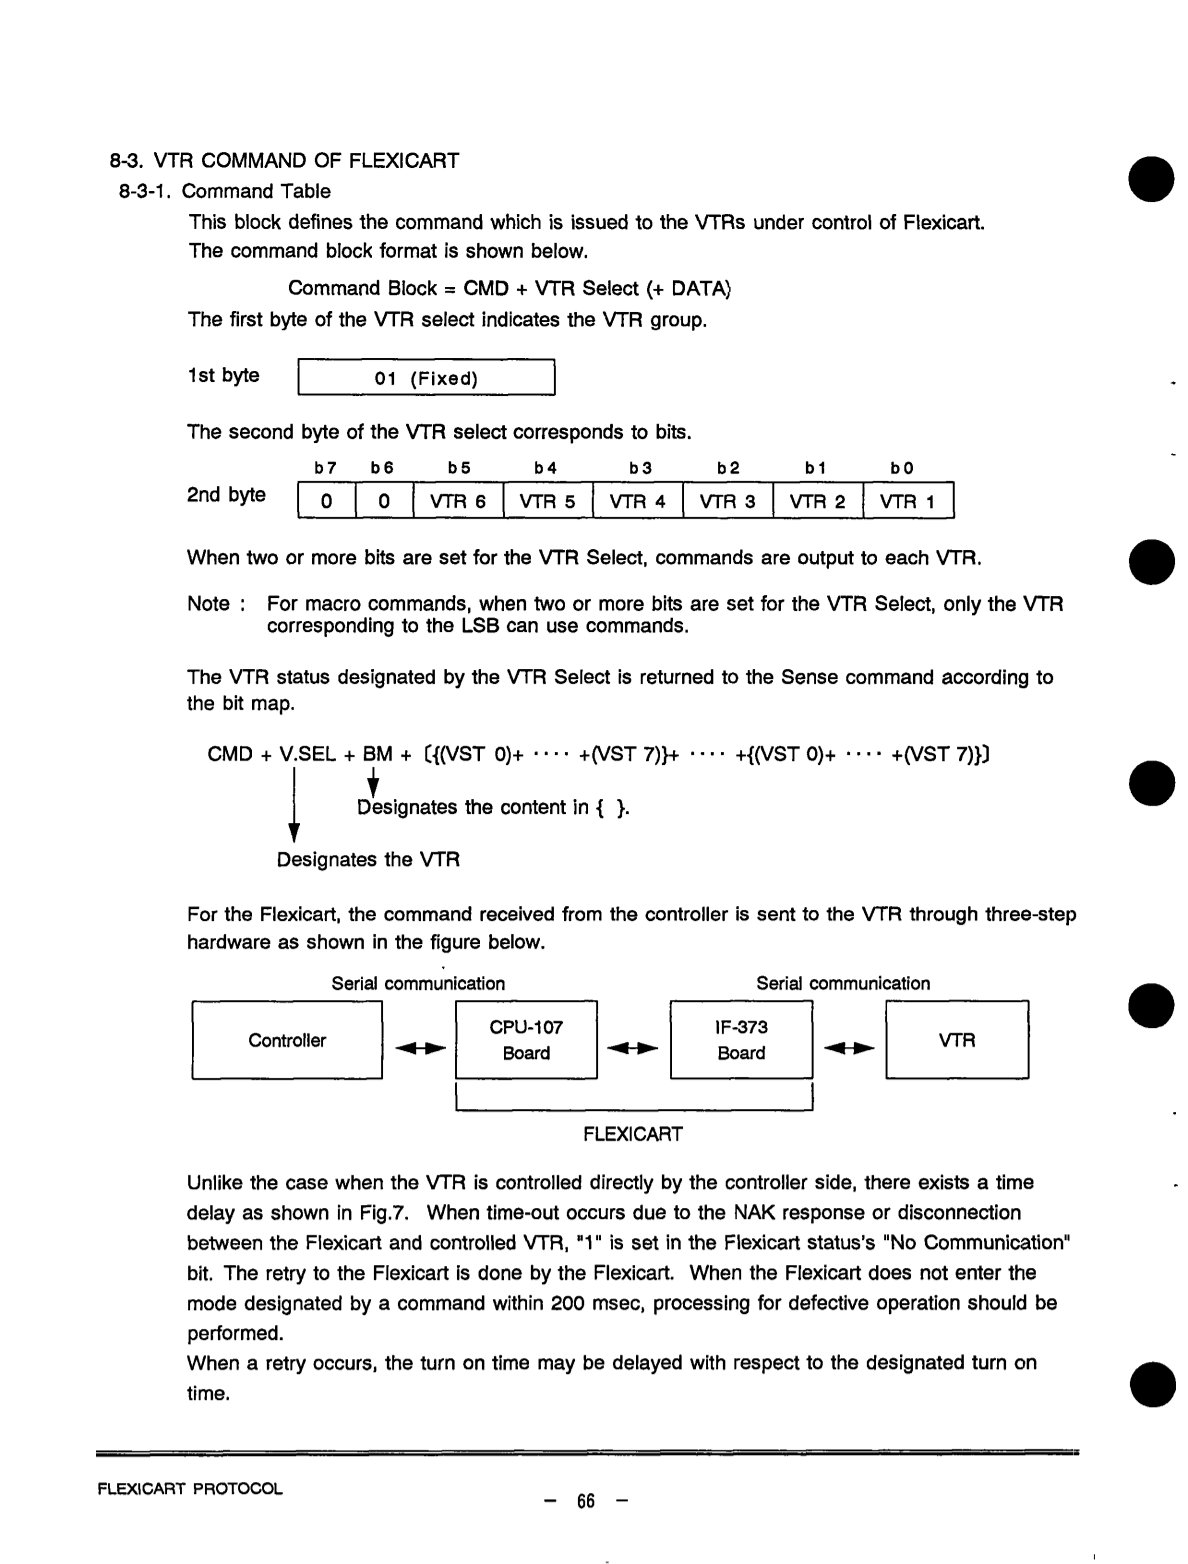 8-3. VTR COMMAND OF FLEXICART
8-3-1. Command Table
This block defines the command which is issued to the VTRs under control of Flexicart.
The command block format is shown below.
Command Block = CMD + VTR Select (+ DATA)
The first byte of the VTR select indicates the VTR group.
1st byte 01 (Fixed)
The second byte of the VTR select corresponds to bits.
b7 b6 b5 b4 b3 b2 b1 b0
2nd byte 0 0 VTR 6 VTR 5 VTR 4 VTR 3 VTR 2 VTR 1
When two or more bits are set for the VTR Select, commands are output to each VTR.
Note : For macro commands, when two or more bits are set for the VTR Select, only the VTR
corresponding to the LSB can use commands.
The VTR status designated by the VTR Select is returned to the Sense command according to
the bit map.
CMD + V.SEL + BM + [{(VST 0)+ ···· +(VST 7)}+ ···· +{(VST 0)+ ···· +(VST 7)}]
Designates the content in { }.
Designates the VTR
For the Flexicart, the command received from the controller is sent to the VTR through three-step
hardware as shown in the figure below.
Serial communication Serial communication
Controller CPU-107 Board IF-373 Board VTR
FLEXICART
Unlike the case when the VTR is controlled directly by the controller side, there exists a time
delay as shown in Fig.7. When time-out occurs due to the NAK response or disconnection
between the Flexicart and controlled VTR, "1" is set in the Flexicart status's "No Communication"
bit. The retry to the Flexicart is done by the Flexicart. When the Flexicart does not enter the
mode designated by a command within 200 msec, processing for defective operation should be
performed.
When a retry occurs, the turn on time may be delayed with respect to the designated turn on
time.
FLEXICART PROTOCOL
– 66 –